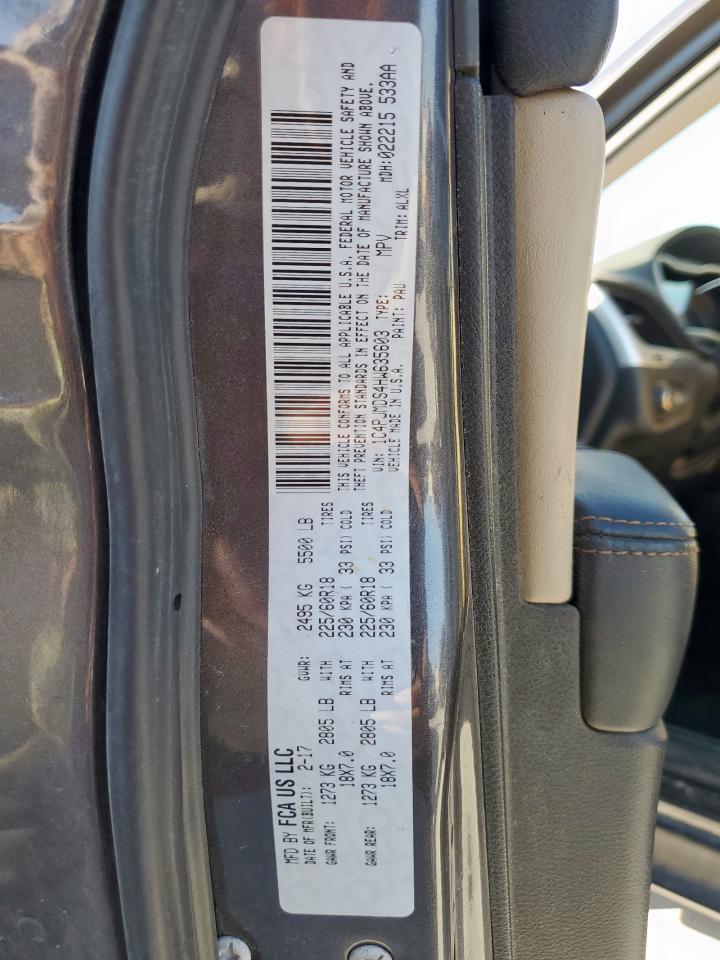 MFD BY FCA US LLC
DATE OF MFR(BUILT): 2-17 GVWR: 2495 KG 5500 LB
GAWR FRONT: 1273 KG 2805 LB WITH 225/60R18 TIRES
18X7.0 RIMS AT 230 KPA ( 33 PSI) COLD
GAWR REAR: 1273 KG 2805 LB WITH 225/60R18 TIRES
18X7.0 RIMS AT 230 KPA ( 33 PSI) COLD
THIS VEHICLE CONFORMS TO ALL APPLICABLE U.S.A. FEDERAL MOTOR VEHICLE SAFETY AND
THEFT PREVENTION STANDARDS IN EFFECT ON THE DATE OF MANUFACTURE SHOWN ABOVE.
VIN: 1C4PJMDS4HW635603 TYPE: MPV MDH:022215 533AA
VEHICLE MADE IN U.S.A. PAINT: PAU TRIM: ALXL